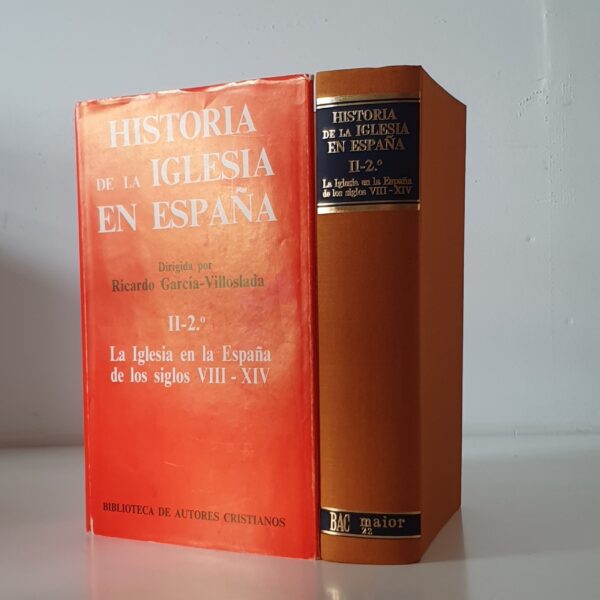 HISTORIA
DE LA IGLESIA
EN ESPAÑA
Dirigida por
Ricardo García-Villoslada
II-2.º
La Iglesia en la España
de los siglos VIII - XIV
BIBLIOTECA DE AUTORES CRISTIANOS
HISTORIA
DE LA IGLESIA
EN ESPAÑA
II-2.º
La Iglesia en la España
de los siglos VIII-XIV
BAC maior
22